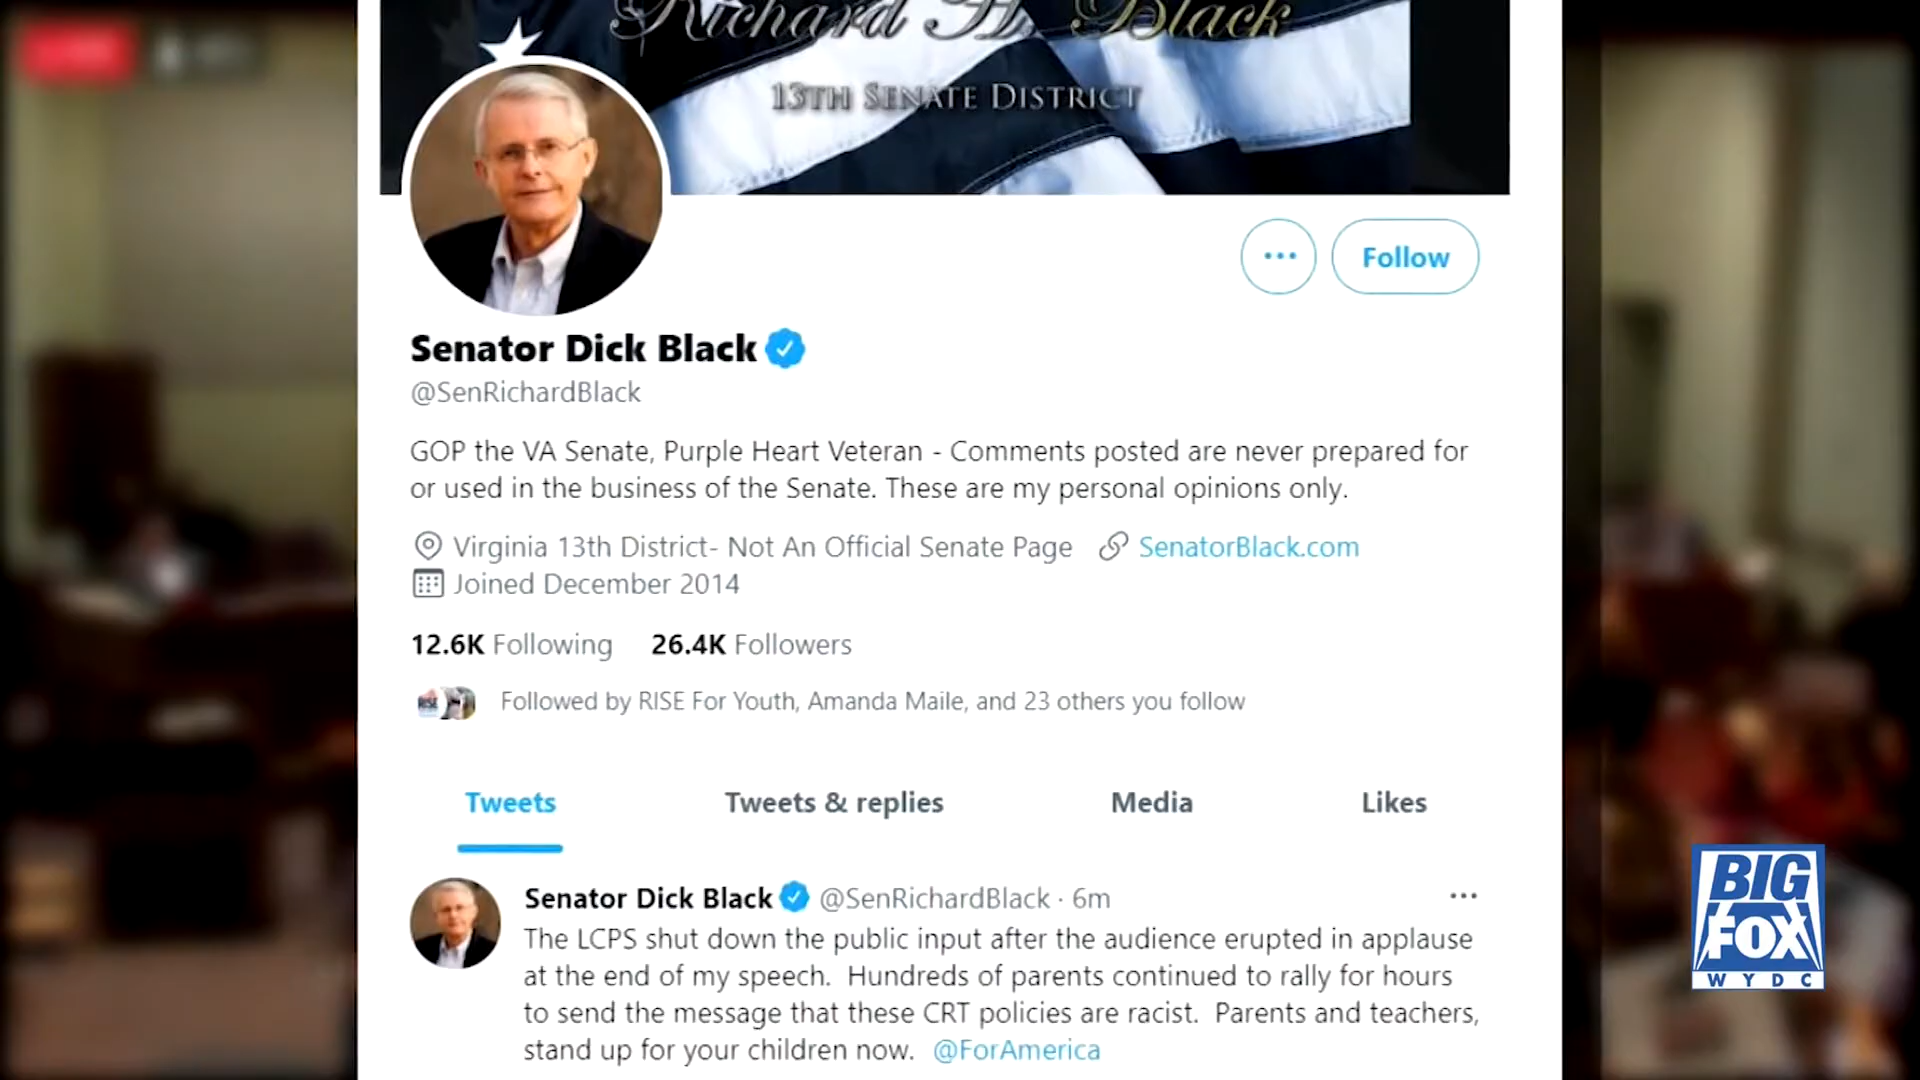 Richard H. Black
13TH SENATE DISTRICT
Follow
Senator Dick Black
@SenRichardBlack
GOP the VA Senate, Purple Heart Veteran - Comments posted are never prepared for
or used in the business of the Senate. These are my personal opinions only.
Virginia 13th District- Not An Official Senate Page SenatorBlack.com
Joined December 2014
12.6K Following 26.4K Followers
RISE
Followed by RISE For Youth, Amanda Maile, and 23 others you follow
Tweets Tweets & replies Media Likes
Senator Dick Black @SenRichardBlack · 6m
The LCPS shut down the public input after the audience erupted in applause
at the end of my speech. Hundreds of parents continued to rally for hours
to send the message that these CRT policies are racist. Parents and teachers,
stand up for your children now. @ForAmerica
BIG
FOX
WYDC